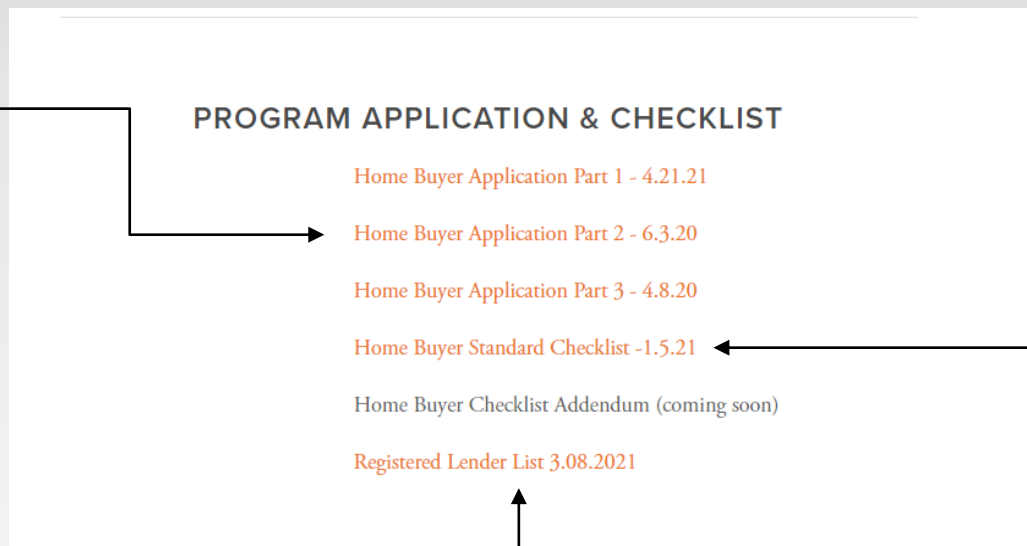 PROGRAM APPLICATION & CHECKLIST
Home Buyer Application Part 1 - 4.21.21
Home Buyer Application Part 2 - 6.3.20
Home Buyer Application Part 3 - 4.8.20
Home Buyer Standard Checklist -1.5.21
Home Buyer Checklist Addendum (coming soon)
Registered Lender List 3.08.2021